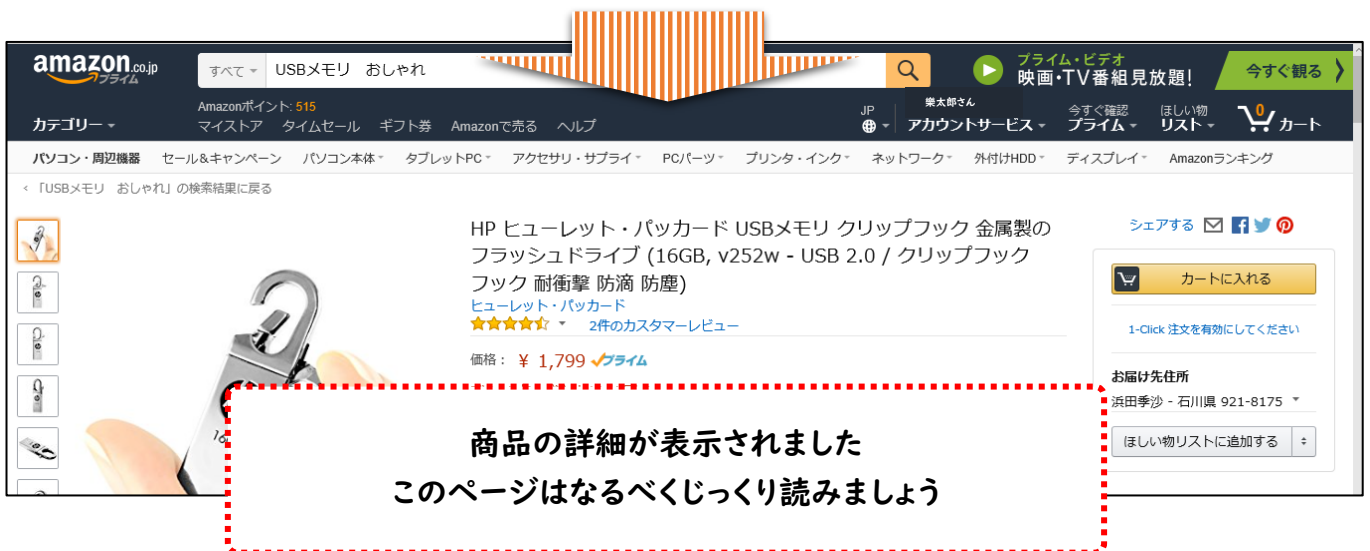 amazon.co.jp
プライム
すべて
USBメモリ おしゃれ
プライム・ビデオ
映画・TV番組見放題!
今すぐ観る
Amazonポイント: 515
カテゴリー
マイストア タイムセール ギフト券 Amazonで売る ヘルプ
JP
樂太郎さん
アカウントサービス
今すぐ確認
プライム
ほしい物
リスト
0
カート
パソコン・周辺機器 セール&キャンペーン パソコン本体 タブレットPC アクセサリ・サプライ PCパーツ プリンタ・インク ネットワーク 外付けHDD ディスプレイ Amazonランキング
‹ 「USBメモリ おしゃれ」の検索結果に戻る
HP ヒューレット・パッカード USBメモリ クリップフック 金属製の
フラッシュドライブ (16GB, v252w - USB 2.0 / クリップフック
フック 耐衝撃 防滴 防塵)
ヒューレット・パッカード
2件のカスタマーレビュー
価格: ¥ 1,799 プライム
シェアする
カートに入れる
1-Click 注文を有効にしてください
お届け先住所
浜田季沙 - 石川県 921-8175
ほしい物リストに追加する
商品の詳細が表示されました
このページはなるべくじっくり読みましょう